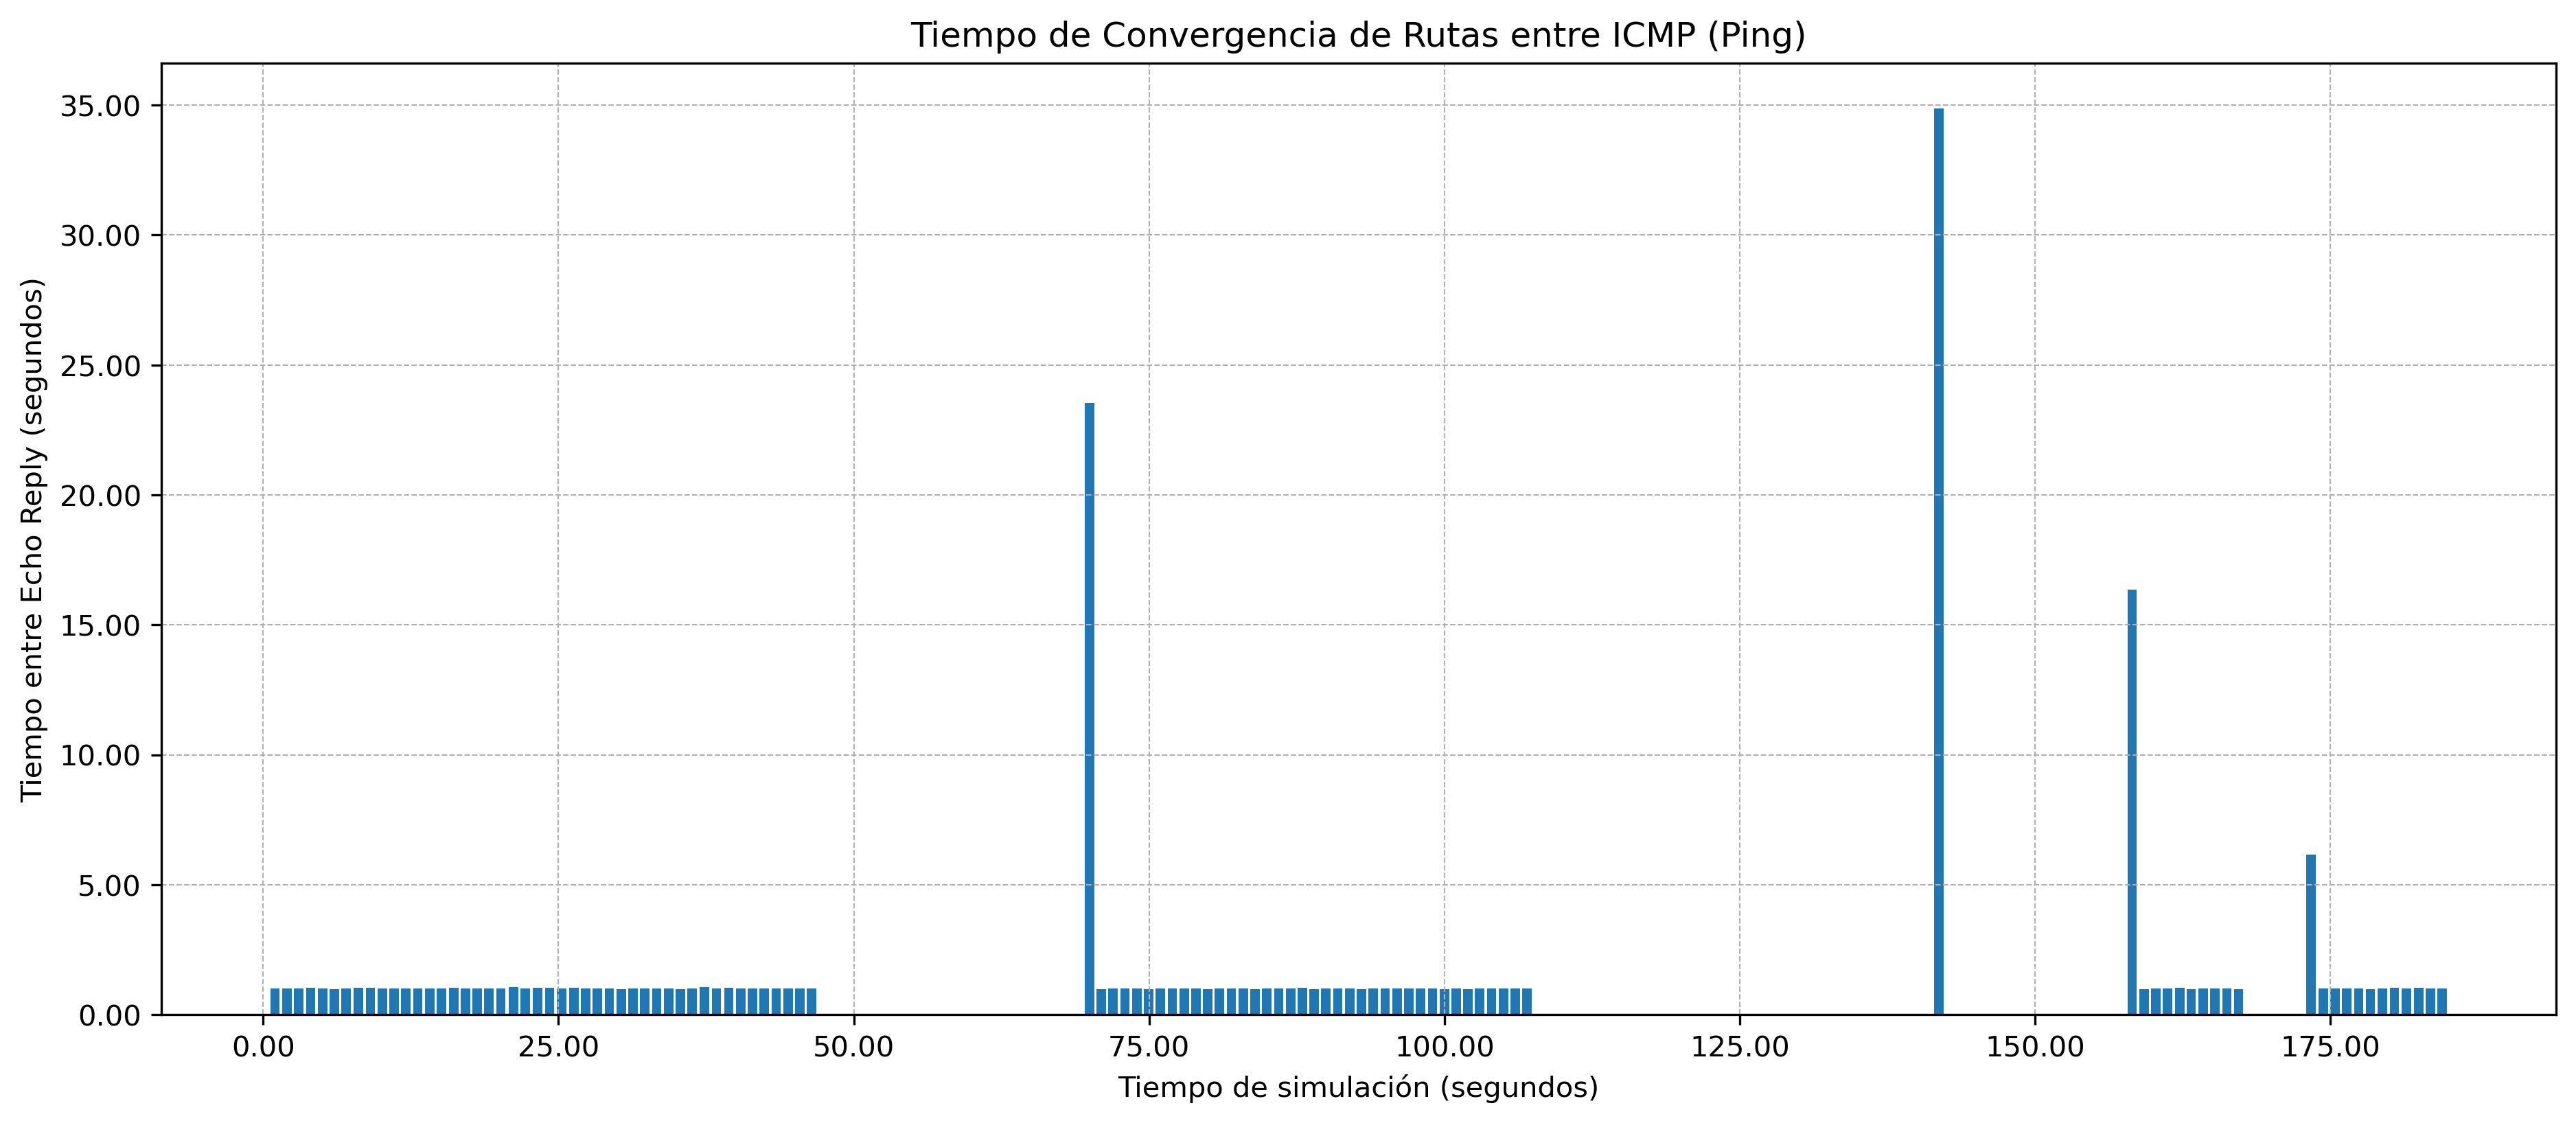 Tiempo de Convergencia de Rutas entre ICMP (Ping)
Tiempo entre Echo Reply (segundos)
35.00
30.00
25.00
20.00
15.00
10.00
5.00
0.00
0.00 25.00 50.00 75.00 100.00 125.00 150.00 175.00
Tiempo de simulación (segundos)